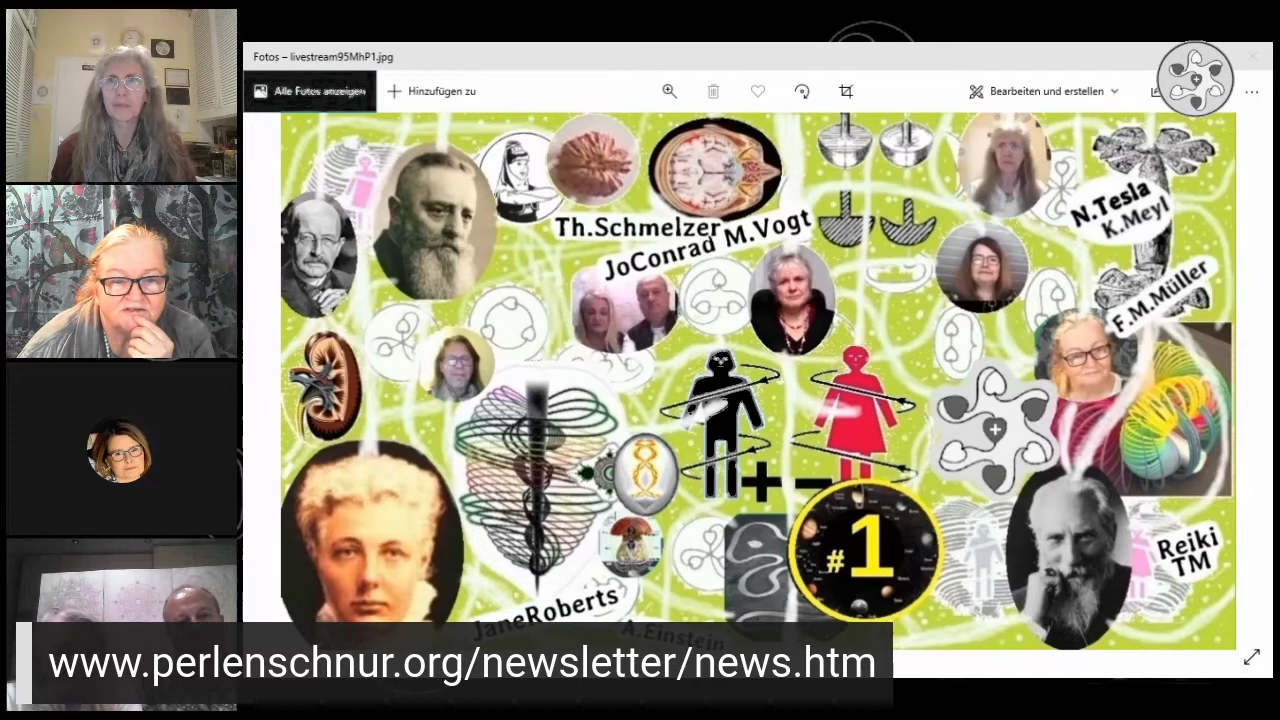 Fotos – livestream95MhP1.jpg
Alle Fotos anzeigen
Hinzufügen zu
Bearbeiten und erstellen
Th.Schmelzer
JoConrad M.Vogt
N.Tesla
K.Meyl
F.M.Müller
+ −
#1
Reiki
TM
JaneRoberts
A.Einstein
www.perlenschnur.org/newsletter/news.htm